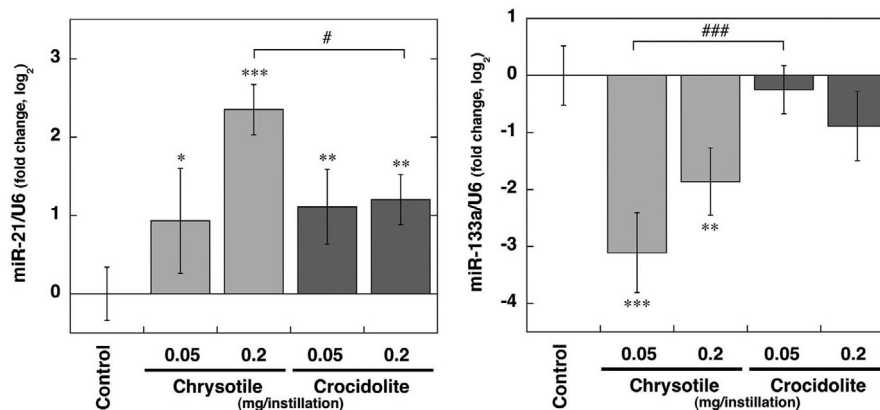 miR-21/U6 (fold change, log2)
3
2
1
0
*
***
**
**
#
Control
0.05 0.2 0.05 0.2
Chrysotile Crocidolite
(mg/instillation)
miR-133a/U6 (fold change, log2)
1
0
-1
-2
-3
-4
###
***
**
Control
0.05 0.2 0.05 0.2
Chrysotile Crocidolite
(mg/instillation)